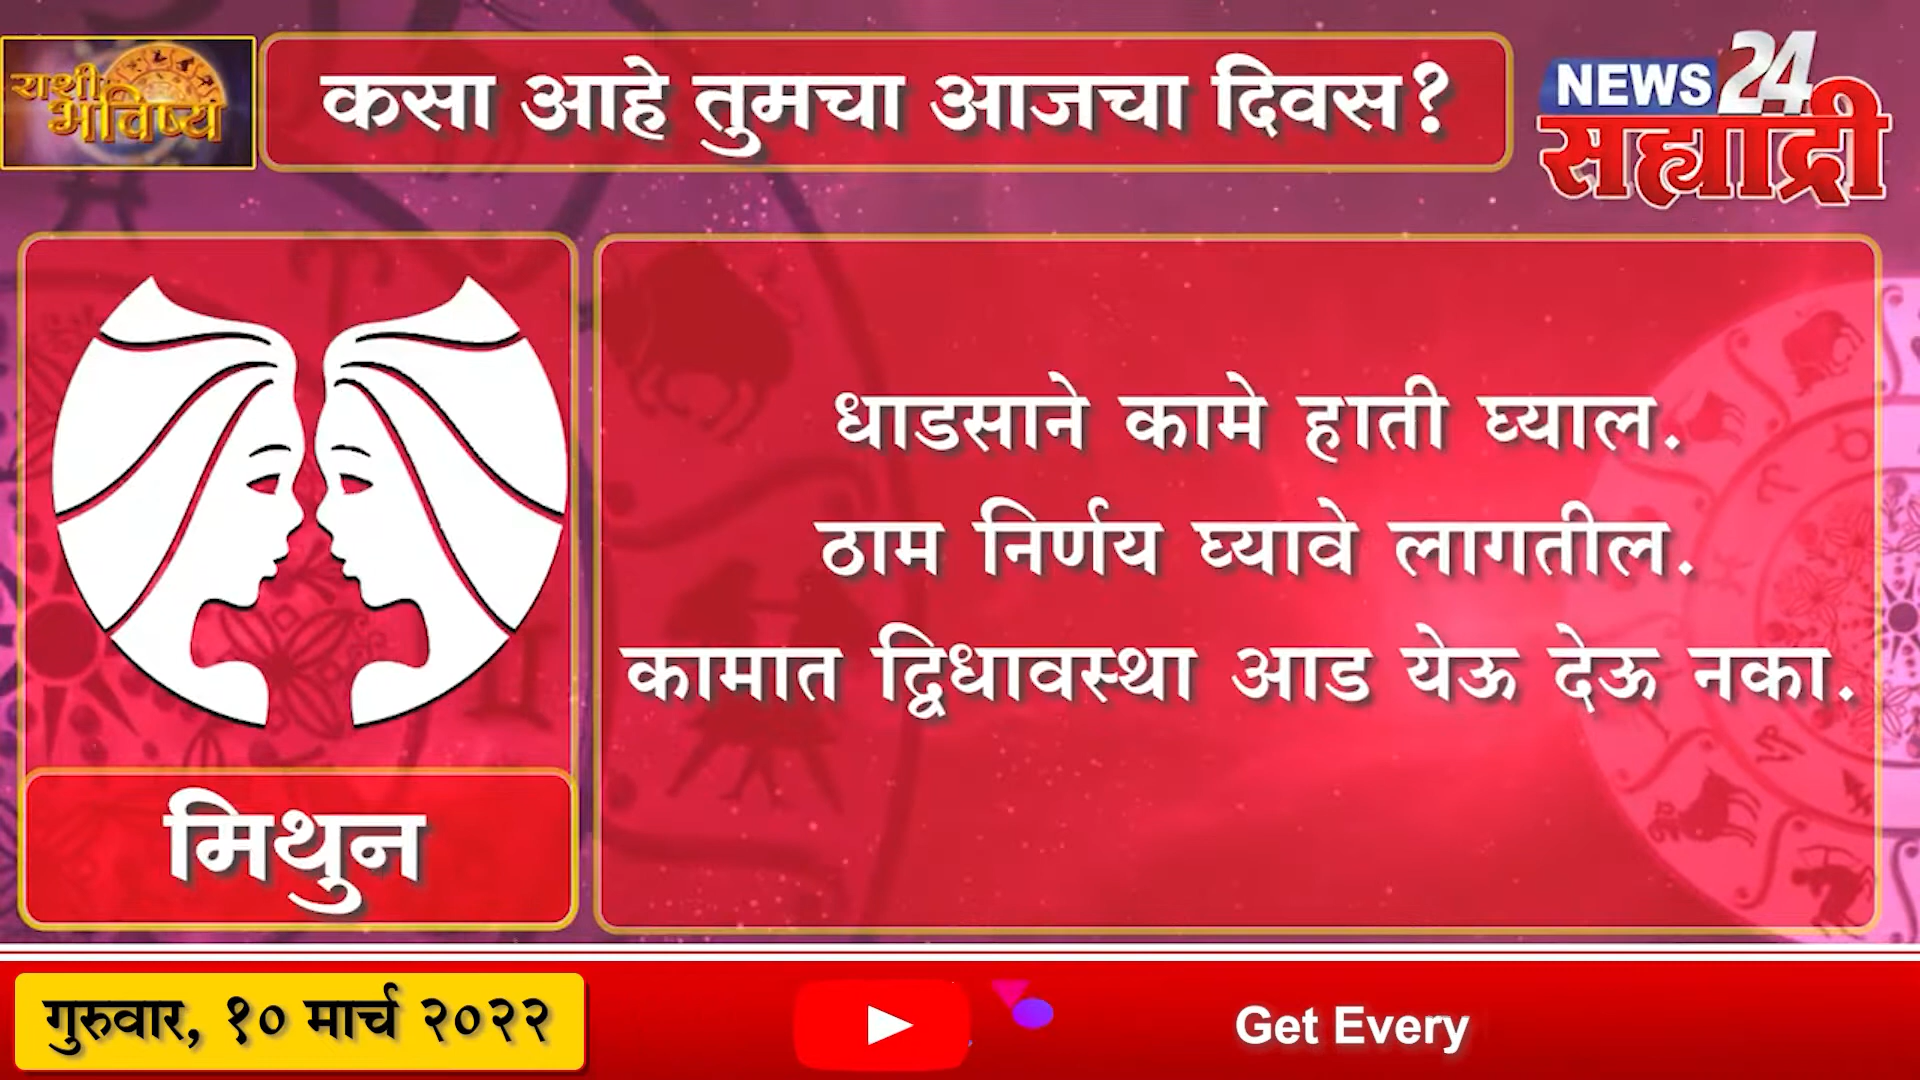 राशी
भविष्य
कसा आहे तुमचा आजचा दिवस?
NEWS 24
सह्याद्री
धाडसाने कामे हाती घ्याल.
ठाम निर्णय घ्यावे लागतील.
कामात द्विधावस्था आड येऊ देऊ नका.
मिथुन
गुरुवार, १० मार्च २०२२
Get Every